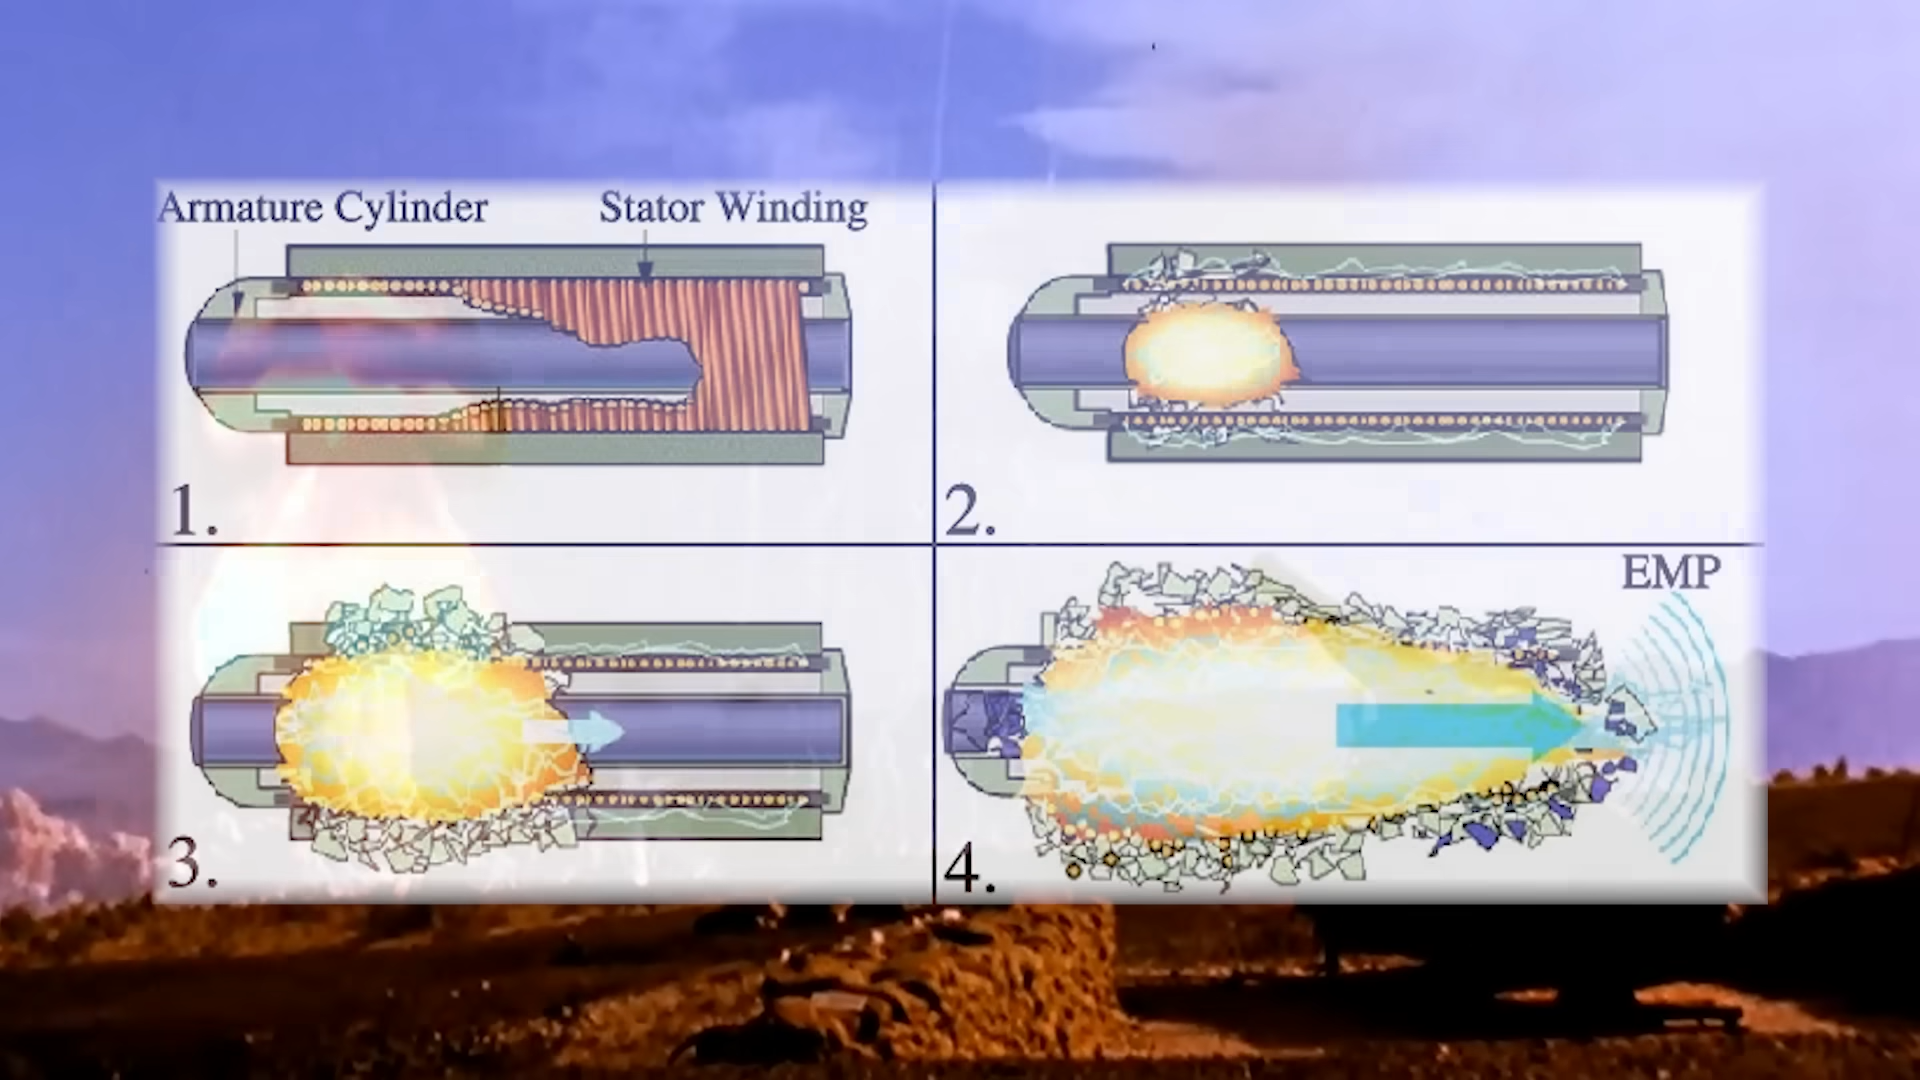 Armature Cylinder
Stator Winding
1.
2.
3.
EMP
4.